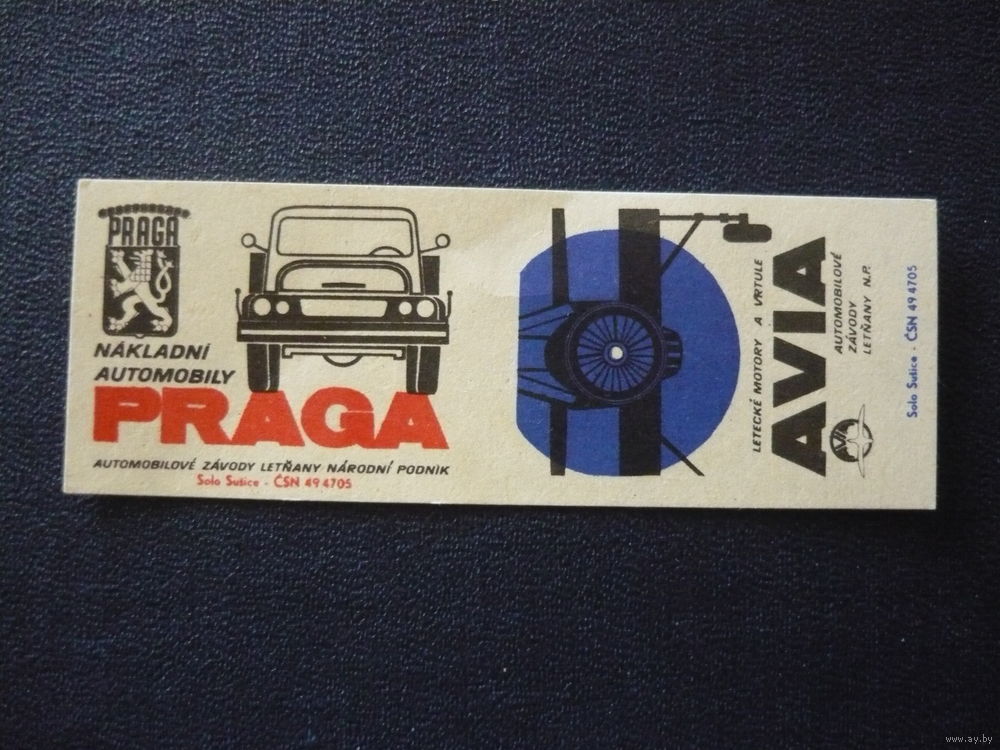 PRAGA
NÁKLADNÍ
AUTOMOBILY
PRAGA
AUTOMOBILOVÉ ZÁVODY LETŇANY NÁRODNÍ PODNIK
Solo Sušice - ČSN 49 4705
LETECKÉ MOTORY A VRTULE
AVIA
AUTOMOBILOVÉ
ZÁVODY
LETŇANY N.P.
AVIA
Solo Sušice - ČSN 49 4705
www.ay.by